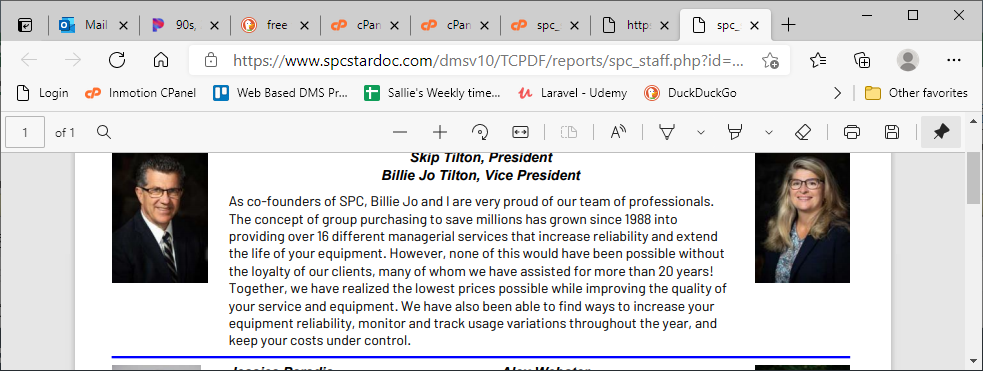 Mail
90s,
free
cPan
cPan
spc_
http:
spc_
https://www.spcstardoc.com/dmsv10/TCPDF/reports/spc_staff.php?id=...
Login
Inmotion CPanel
Web Based DMS Pr...
Sallie's Weekly time...
Laravel - Udemy
DuckDuckGo
Other favorites
1 of 1
Skip Tilton, President
Billie Jo Tilton, Vice President
As co-founders of SPC, Billie Jo and I are very proud of our team of professionals.
The concept of group purchasing to save millions has grown since 1988 into
providing over 16 different managerial services that increase reliability and extend
the life of your equipment. However, none of this would have been possible without
the loyalty of our clients, many of whom we have assisted for more than 20 years!
Together, we have realized the lowest prices possible while improving the quality of
your service and equipment. We have also been able to find ways to increase your
equipment reliability, monitor and track usage variations throughout the year, and
keep your costs under control.